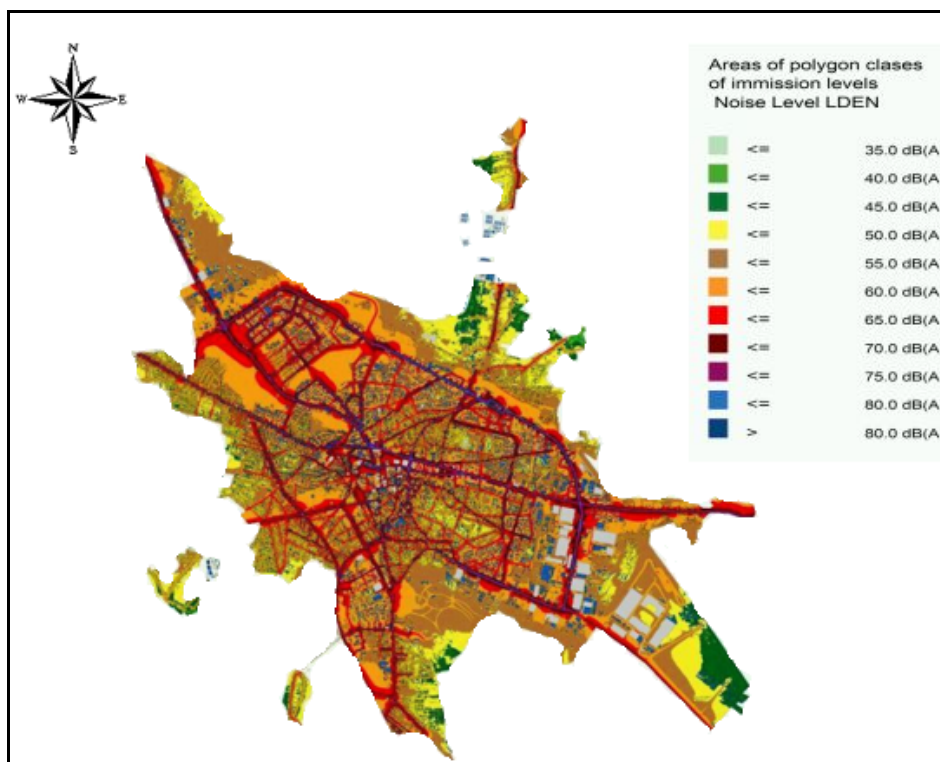 N
W E
S
Areas of polygon clases
of immission levels
Noise Level LDEN
<= 35.0 dB(A
<= 40.0 dB(A
<= 45.0 dB(A
<= 50.0 dB(A
<= 55.0 dB(A
<= 60.0 dB(A
<= 65.0 dB(A
<= 70.0 dB(A
<= 75.0 dB(A
<= 80.0 dB(A
> 80.0 dB(A